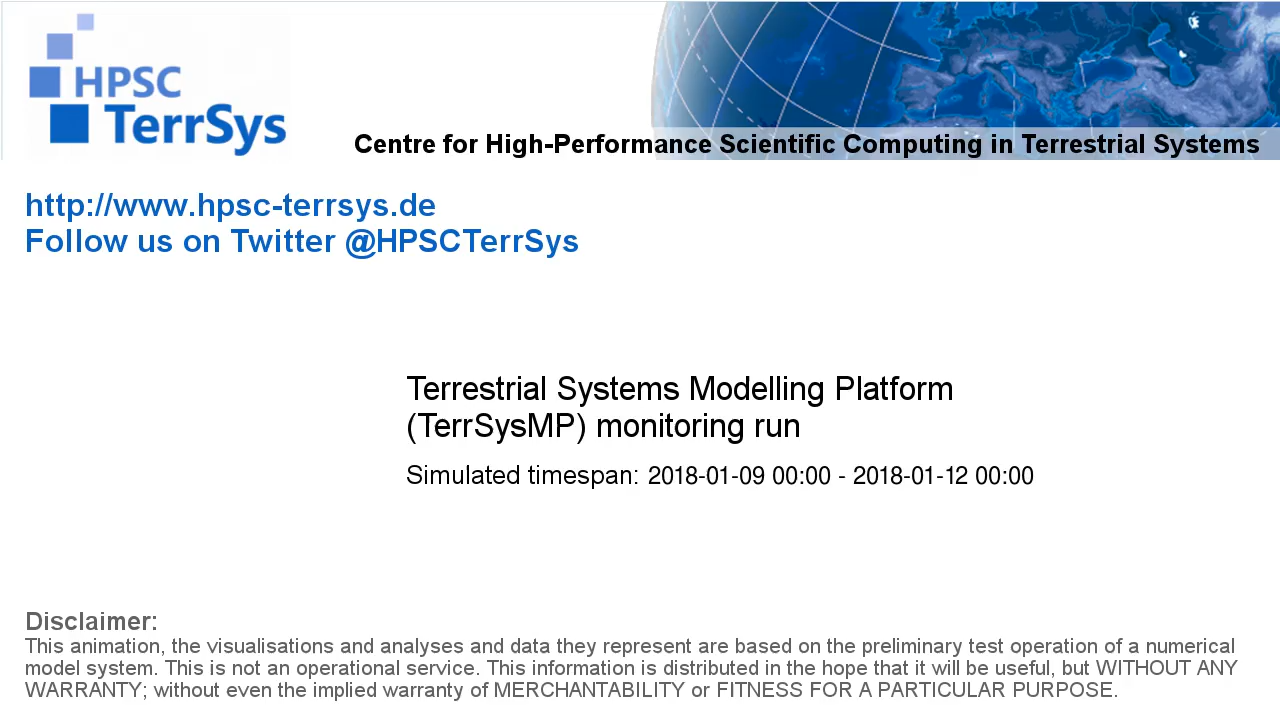 HPSC
TerrSys
Centre for High-Performance Scientific Computing in Terrestrial Systems
http://www.hpsc-terrsys.de
Follow us on Twitter @HPSCTerrSys
Terrestrial Systems Modelling Platform
(TerrSysMP) monitoring run
Simulated timespan: 2018-01-09 00:00 - 2018-01-12 00:00
Disclaimer:
This animation, the visualisations and analyses and data they represent are based on the preliminary test operation of a numerical
model system. This is not an operational service. This information is distributed in the hope that it will be useful, but WITHOUT ANY
WARRANTY; without even the implied warranty of MERCHANTABILITY or FITNESS FOR A PARTICULAR PURPOSE.